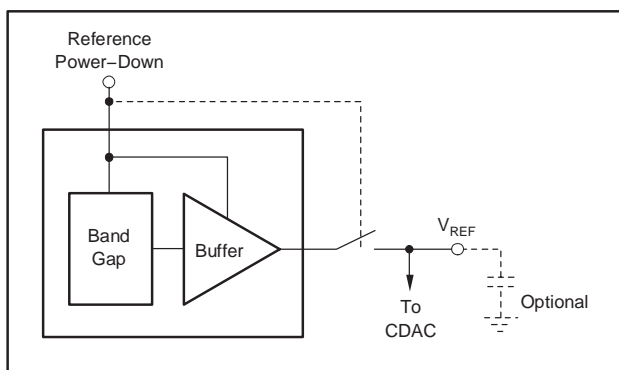 Reference
Power–Down
Band
Gap
Buffer
VREF
To
CDAC
Optional